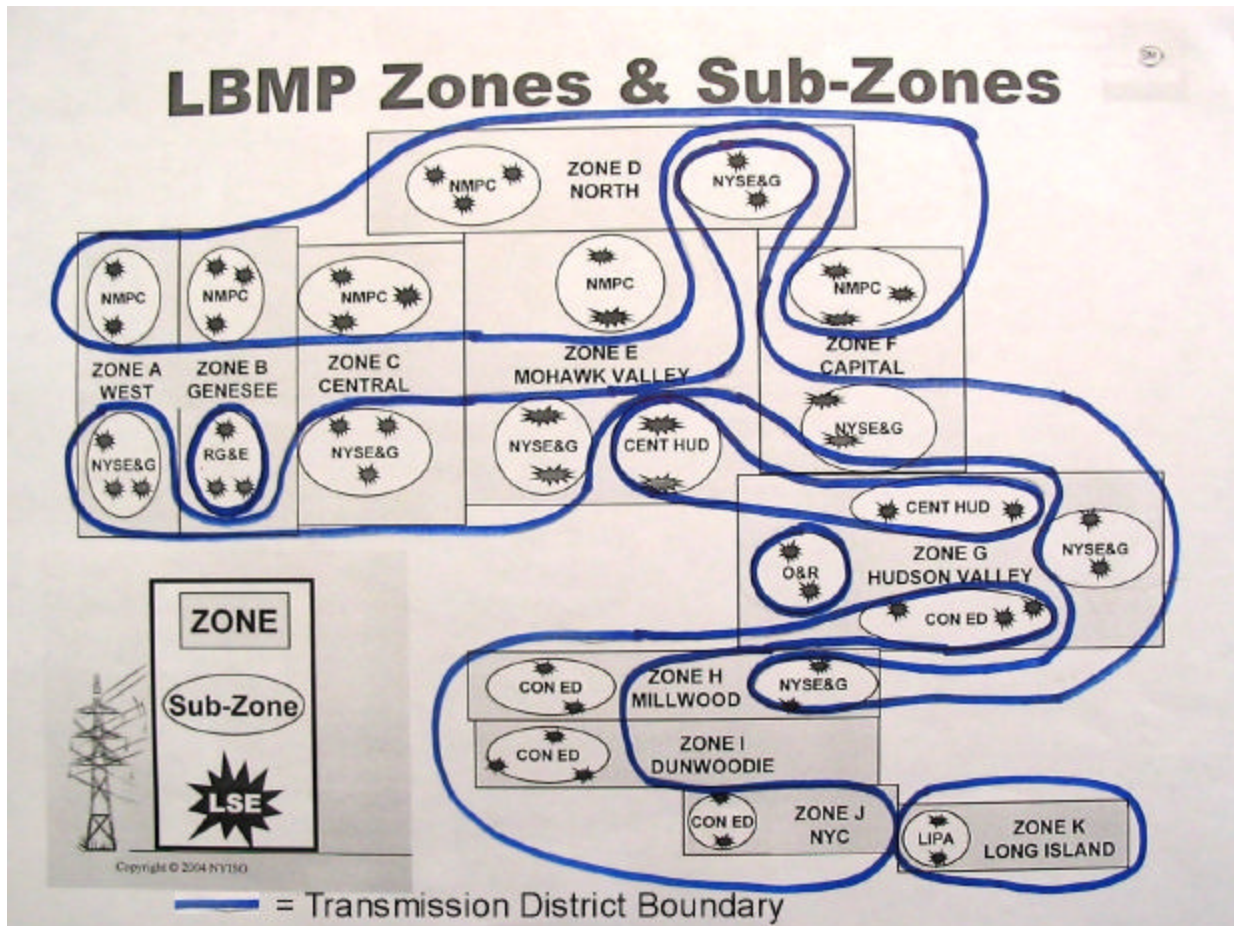 LBMP Zones & Sub-Zones
ZONE D
NORTH
NMPC
NYSE&G
NMPC
NMPC
NMPC
NMPC
NMPC
ZONE A
WEST
ZONE B
GENESEE
ZONE C
CENTRAL
ZONE E
MOHAWK VALLEY
ZONE F
CAPITAL
NYSE&G
RG&E
NYSE&G
NYSE&G
CENT HUD
NYSE&G
CENT HUD
NYSE&G
O&R
ZONE G
HUDSON VALLEY
CON ED
CON ED
ZONE H
MILLWOOD
NYSE&G
CON ED
ZONE I
DUNWOODIE
CON ED
ZONE J
NYC
LIPA
ZONE K
LONG ISLAND
ZONE
Sub-Zone
LSE
Copyright © 2004 NYISO
= Transmission District Boundary